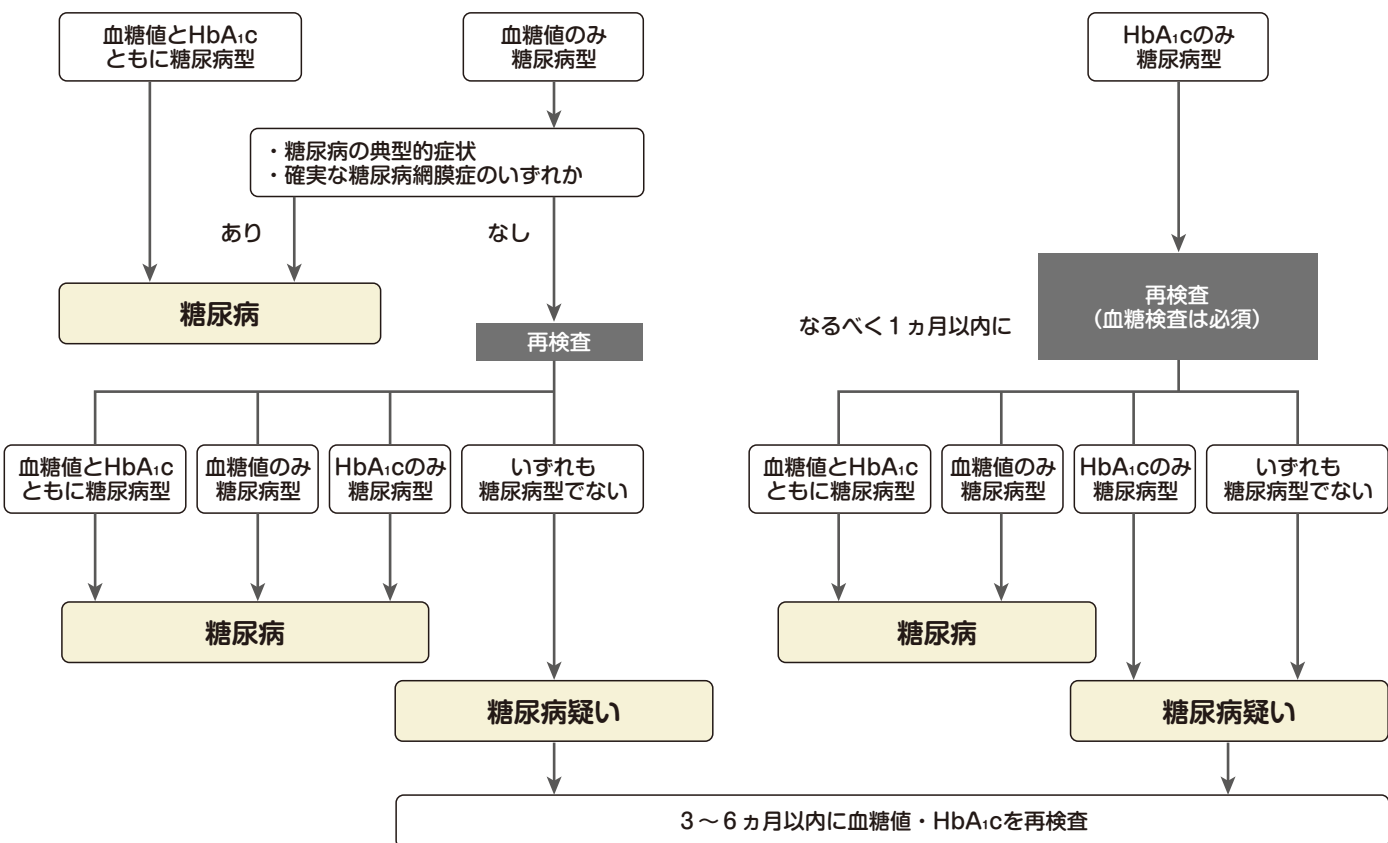 血糖値とHbA₁c
ともに糖尿病型
血糖値のみ
糖尿病型
HbA₁cのみ
糖尿病型
・糖尿病の典型的症状
・確実な糖尿病網膜症のいずれか
あり
なし
糖尿病
再検査
なるべく1ヵ月以内に
再検査
（血糖検査は必須）
血糖値とHbA₁c
ともに糖尿病型
血糖値のみ
糖尿病型
HbA₁cのみ
糖尿病型
いずれも
糖尿病型でない
血糖値とHbA₁c
ともに糖尿病型
血糖値のみ
糖尿病型
HbA₁cのみ
糖尿病型
いずれも
糖尿病型でない
糖尿病
糖尿病
糖尿病疑い
糖尿病疑い
3～6ヵ月以内に血糖値・HbA₁cを再検査